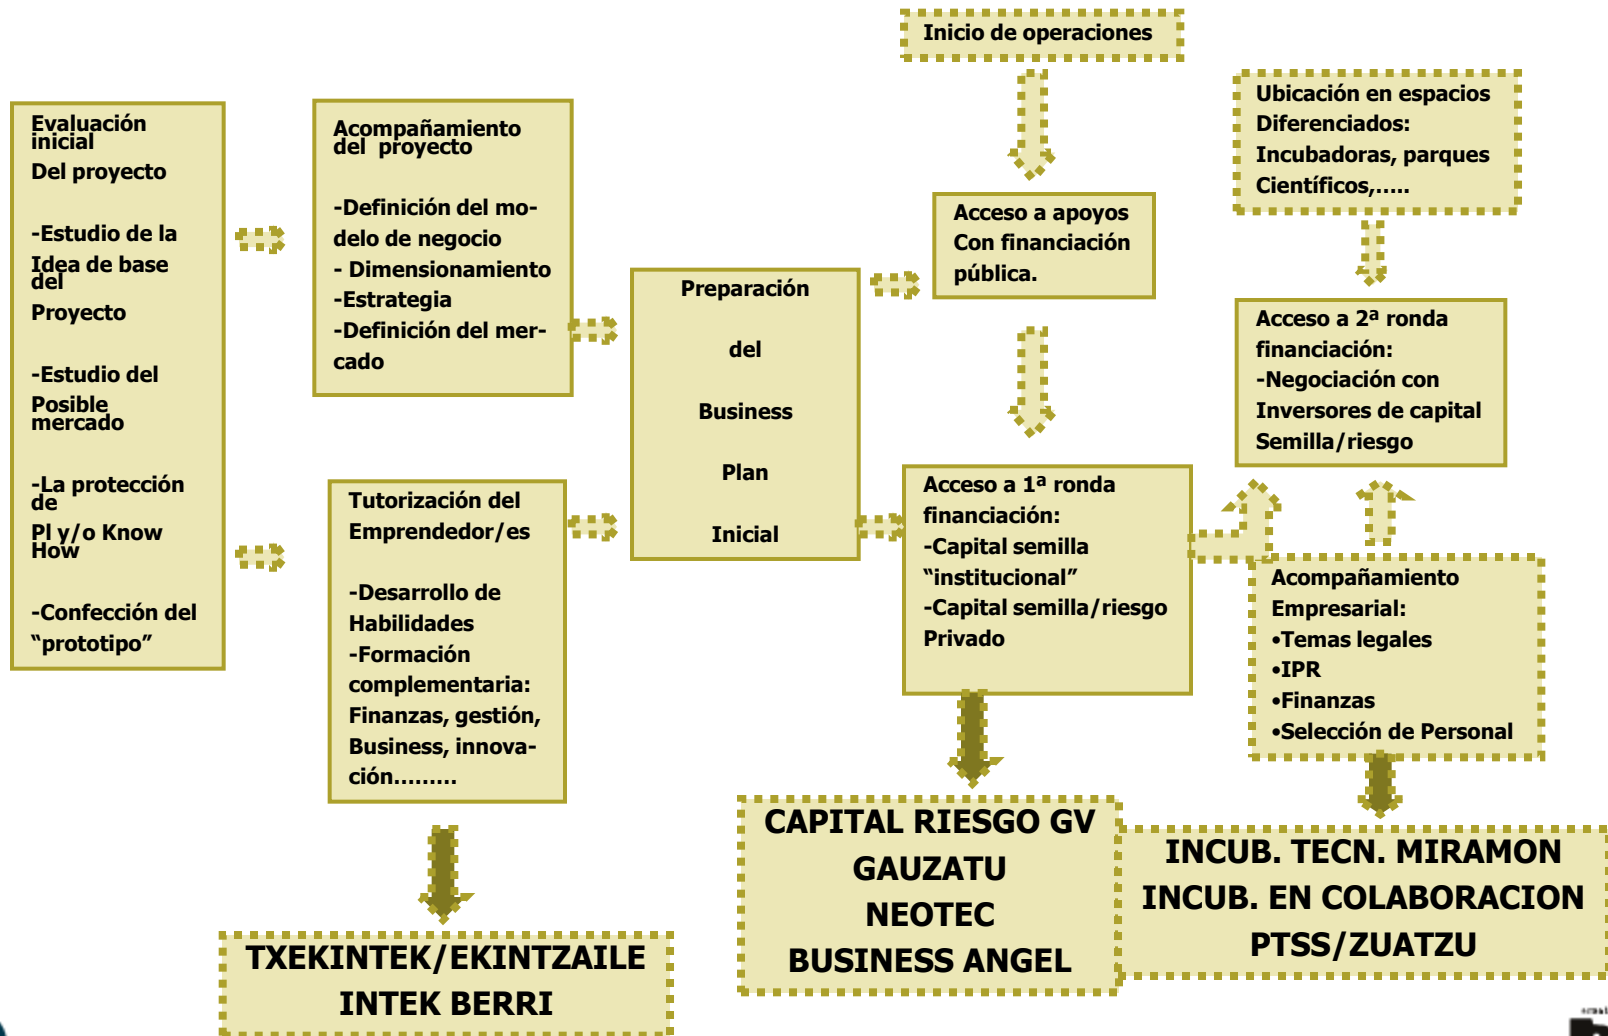 Inicio de operaciones
Evaluación
inicial
Del proyecto
-Estudio de la
Idea de base
del
Proyecto
-Estudio del
Posible
mercado
-La protección
de
Pl y/o Know
How
-Confección del
“prototipo”
Acompañamiento
del proyecto
-Definición del mo-
delo de negocio
- Dimensionamiento
-Estrategia
-Definición del mer-
cado
Tutorización del
Emprendedor/es
-Desarrollo de
Habilidades
-Formación
complementaria:
Finanzas, gestión,
Business, innova-
ción.........
Preparación
del
Business
Plan
Inicial
Acceso a apoyos
Con financiación
pública.
Acceso a 1ª ronda
financiación:
-Capital semilla
“institucional”
-Capital semilla/riesgo
Privado
Ubicación en espacios
Diferenciados:
Incubadoras, parques
Científicos,.....
Acceso a 2ª ronda
financiación:
-Negociación con
Inversores de capital
Semilla/riesgo
Acompañamiento
Empresarial:
•Temas legales
•IPR
•Finanzas
•Selección de Personal
TXEKINTEK/EKINTZAILE
INTEK BERRI
CAPITAL RIESGO GV
GAUZATU
NEOTEC
BUSINESS ANGEL
INCUB. TECN. MIRAMON
INCUB. EN COLABORACION
PTSS/ZUATZU